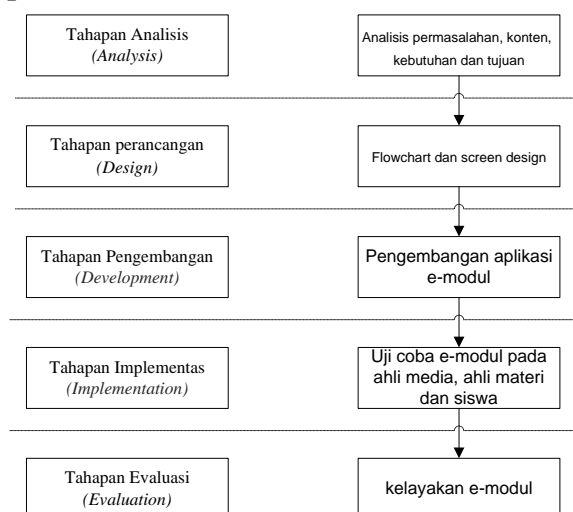 Tahapan Analisis
(Analysis)
Analisis permasalahan, konten,
kebutuhan dan tujuan
Tahapan perancangan
(Design)
Flowchart dan screen design
Tahapan Pengembangan
(Development)
Pengembangan aplikasi
e-modul
Tahapan Implementas
(Implementation)
Uji coba e-modul pada
ahli media, ahli materi
dan siswa
Tahapan Evaluasi
(Evaluation)
kelayakan e-modul